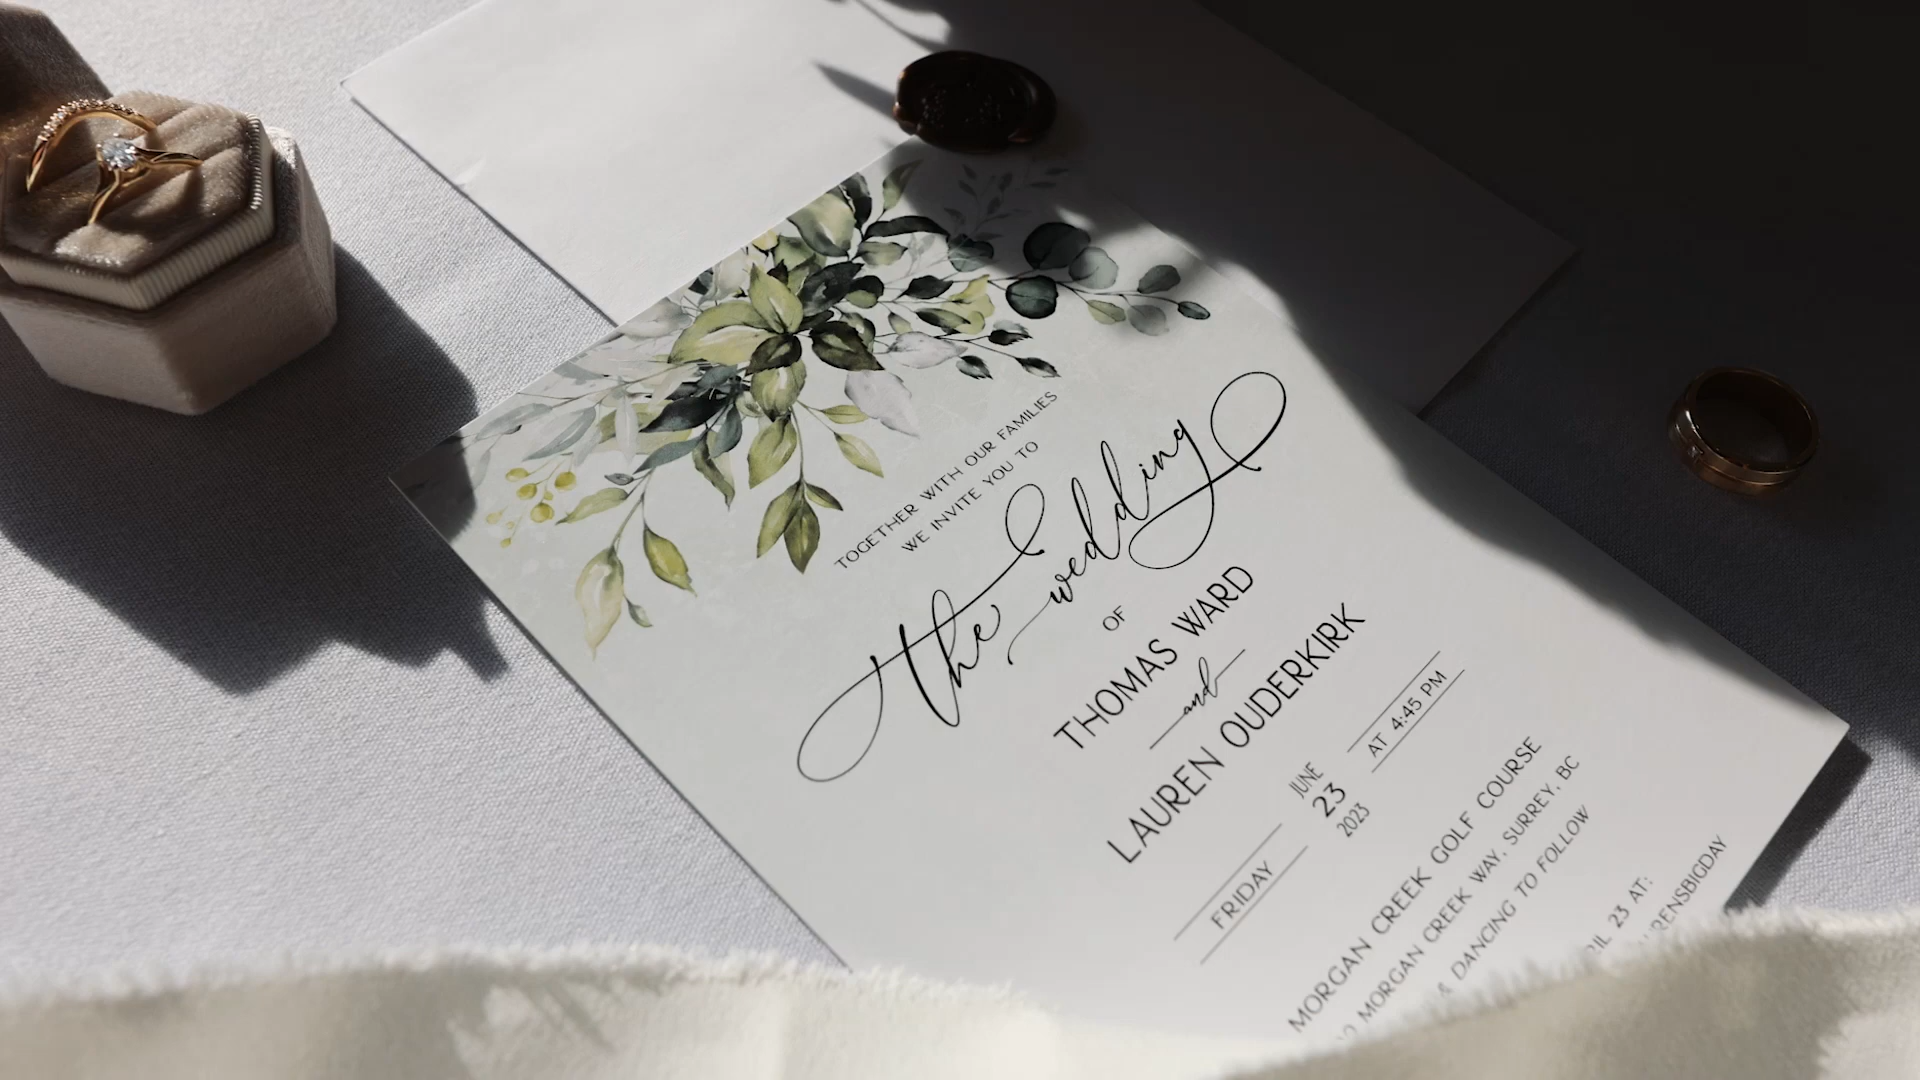 TOGETHER WITH OUR FAMILIES
WE INVITE YOU TO
the wedding
OF
THOMAS WARD
and
LAUREN OUDERKIRK
FRIDAY
JUNE
23
2023
AT 4:45 PM
MORGAN CREEK GOLF COURSE
MORGAN CREEK WAY, SURREY, BC
& DANCING TO FOLLOW
23 AT: